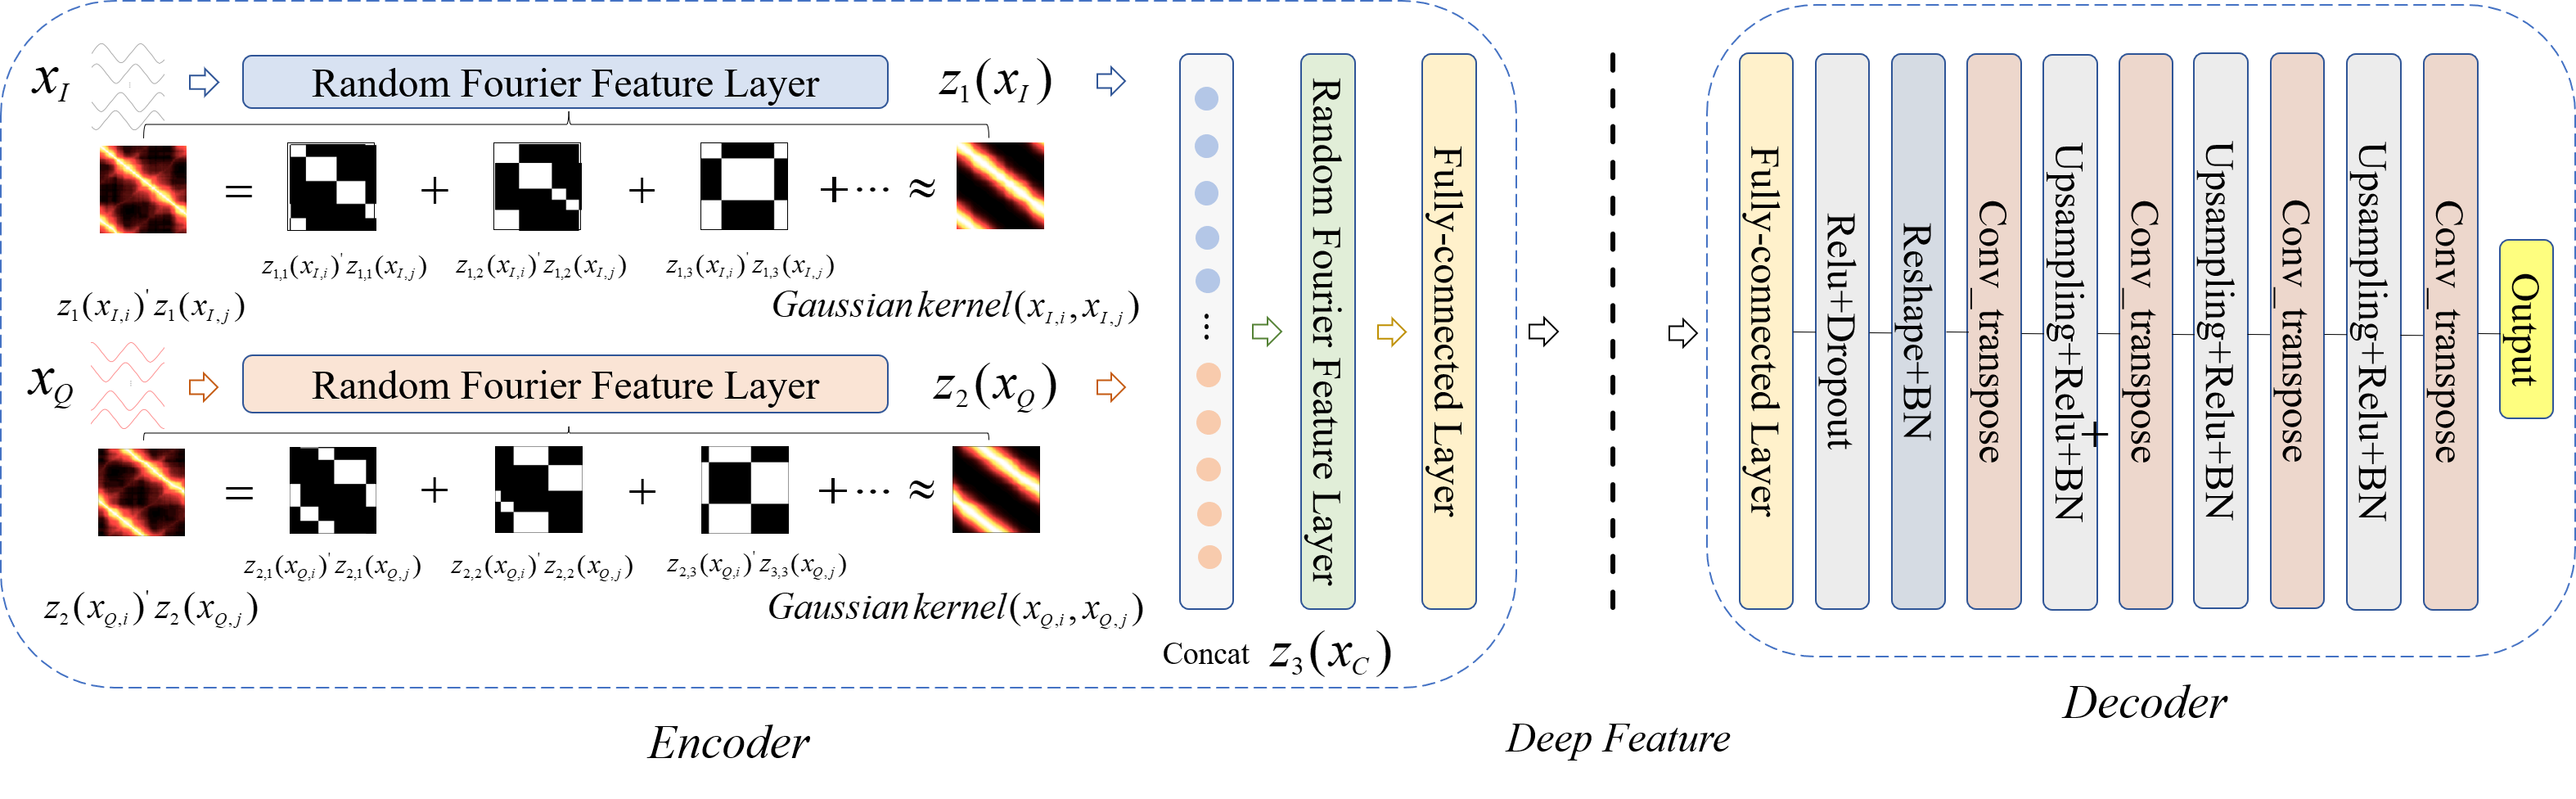 x_I
Random Fourier Feature Layer
z_1(x_I)
= + + +··· ≈
z_{1,1}(x_{I,i})'z_{1,1}(x_{I,j})
z_{1,2}(x_{I,i})'z_{1,2}(x_{I,j})
z_{1,3}(x_{I,i})'z_{1,3}(x_{I,j})
z_1(x_{I,i})'z_1(x_{I,j})
Gaussian kernel(x_{I,i}, x_{I,j})
x_Q
Random Fourier Feature Layer
z_2(x_Q)
= + + +··· ≈
z_{2,1}(x_{Q,i})'z_{2,1}(x_{Q,j})
z_{2,2}(x_{Q,i})'z_{2,2}(x_{Q,j})
z_{2,3}(x_{Q,i})'z_{3,3}(x_{Q,j})
z_2(x_{Q,i})'z_2(x_{Q,j})
Gaussian kernel(x_{Q,i}, x_{Q,j})
...
Concat
Random Fourier Feature Layer
z_3(x_C)
Fully-connected Layer
Encoder
Deep Feature
Fully-connected Layer
Relu+Dropout
Reshape+BN
Conv_transpose
Upsampling+Relu+BN
+
Conv_transpose
Upsampling+Relu+BN
Conv_transpose
Upsampling+Relu+BN
Conv_transpose
Output
Decoder